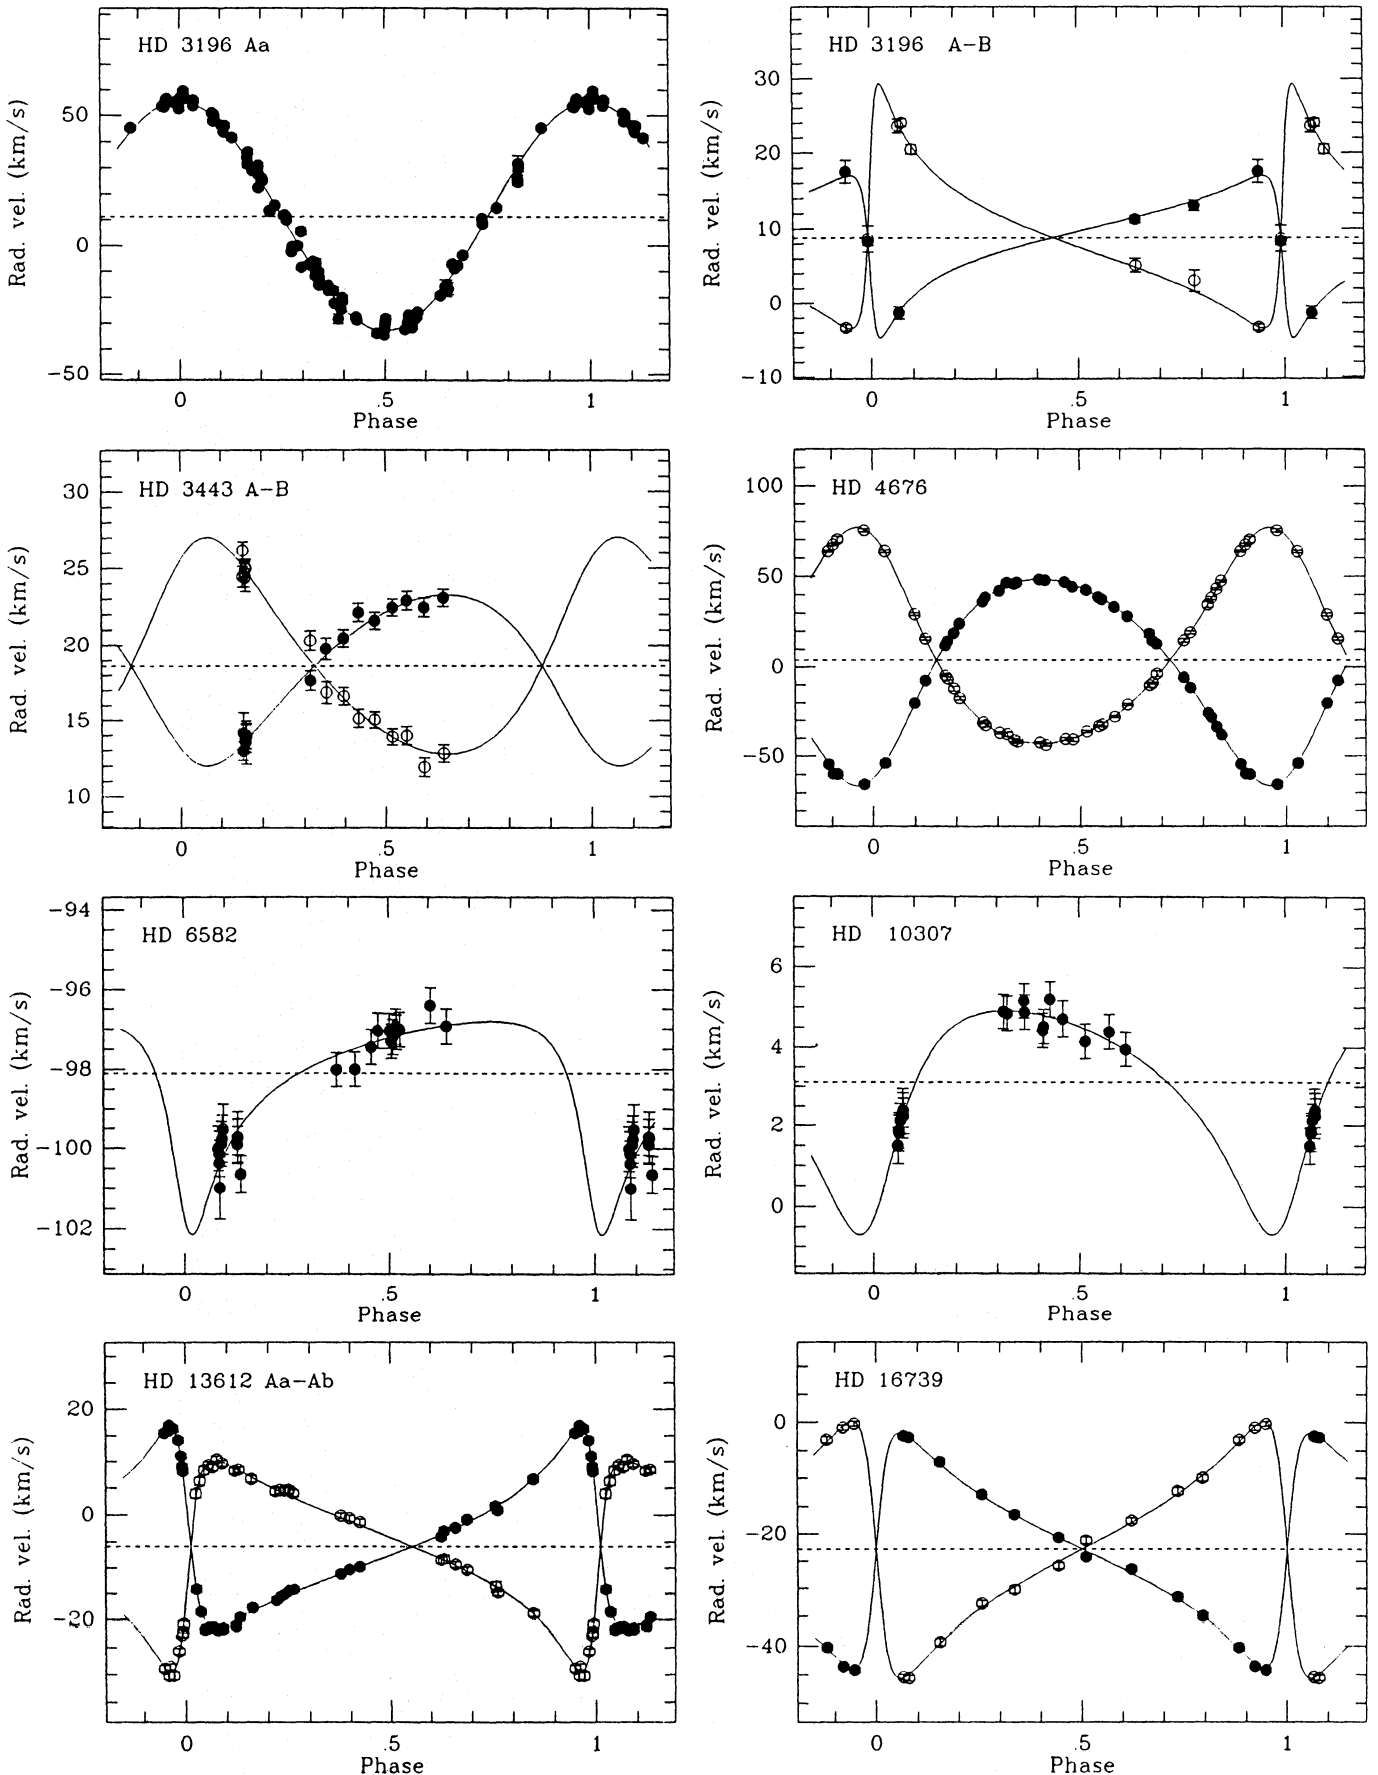 HD 3196 Aa
Rad. vel. (km/s)
50
0
-50
0 .5 1
Phase
HD 3196 A-B
Rad. vel. (km/s)
30
20
10
0
-10
0 .5 1
Phase
HD 3443 A-B
Rad. vel. (km/s)
30
25
20
15
10
0 .5 1
Phase
HD 4676
Rad. vel. (km/s)
100
50
0
-50
0 .5 1
Phase
HD 6582
Rad. vel. (km/s)
-94
-96
-98
-100
-102
0 .5 1
Phase
HD 10307
Rad. vel. (km/s)
6
4
2
0
0 .5 1
Phase
HD 13612 Aa-Ab
Rad. vel. (km/s)
20
0
-20
0 .5 1
Phase
HD 16739
Rad. vel. (km/s)
0
-20
-40
0 .5 1
Phase